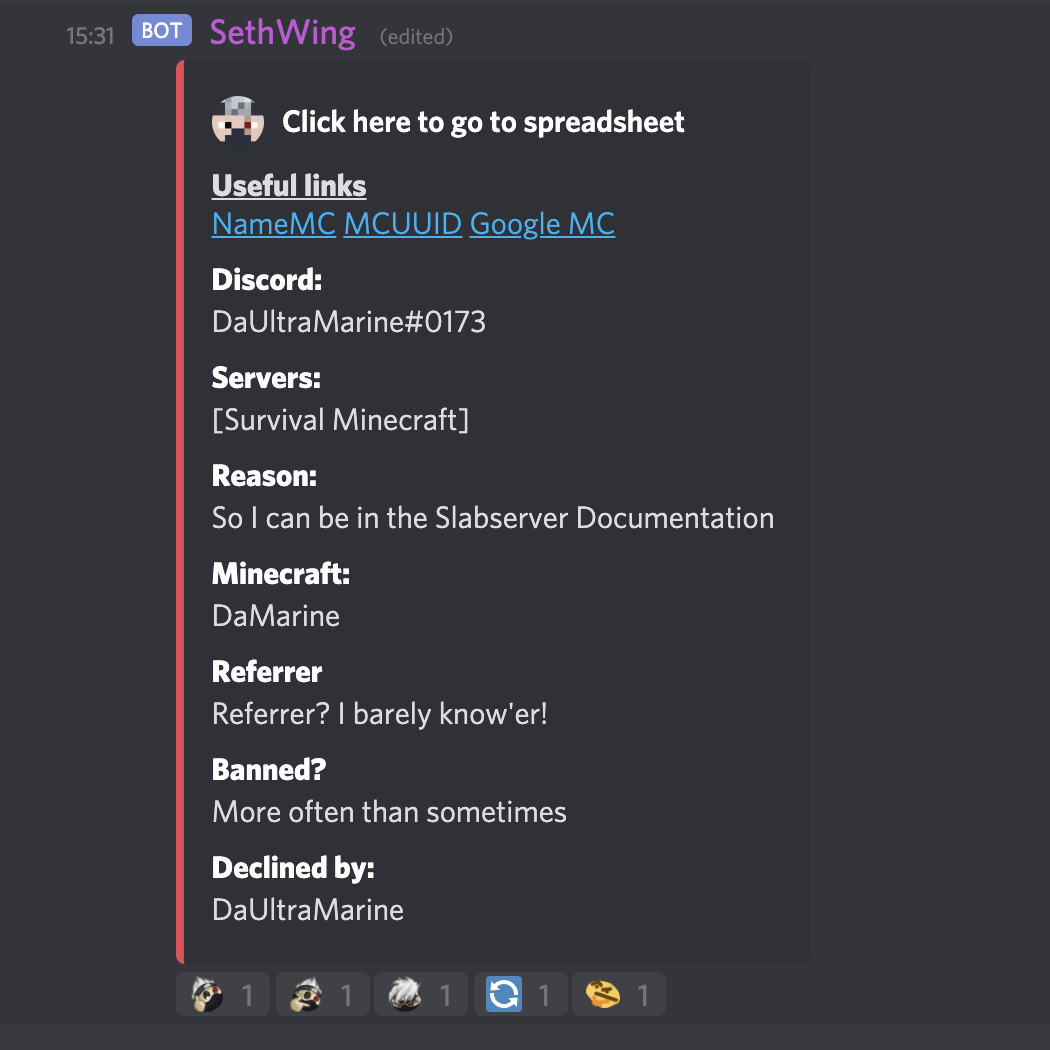 15:31 BOT SethWing (edited)
Click here to go to spreadsheet
Useful links
NameMC MCUUID Google MC
Discord:
DaUltraMarine#0173
Servers:
[Survival Minecraft]
Reason:
So I can be in the Slabserver Documentation
Minecraft:
DaMarine
Referrer
Referrer? I barely know'er!
Banned?
More often than sometimes
Declined by:
DaUltraMarine
1 1 1 1 1